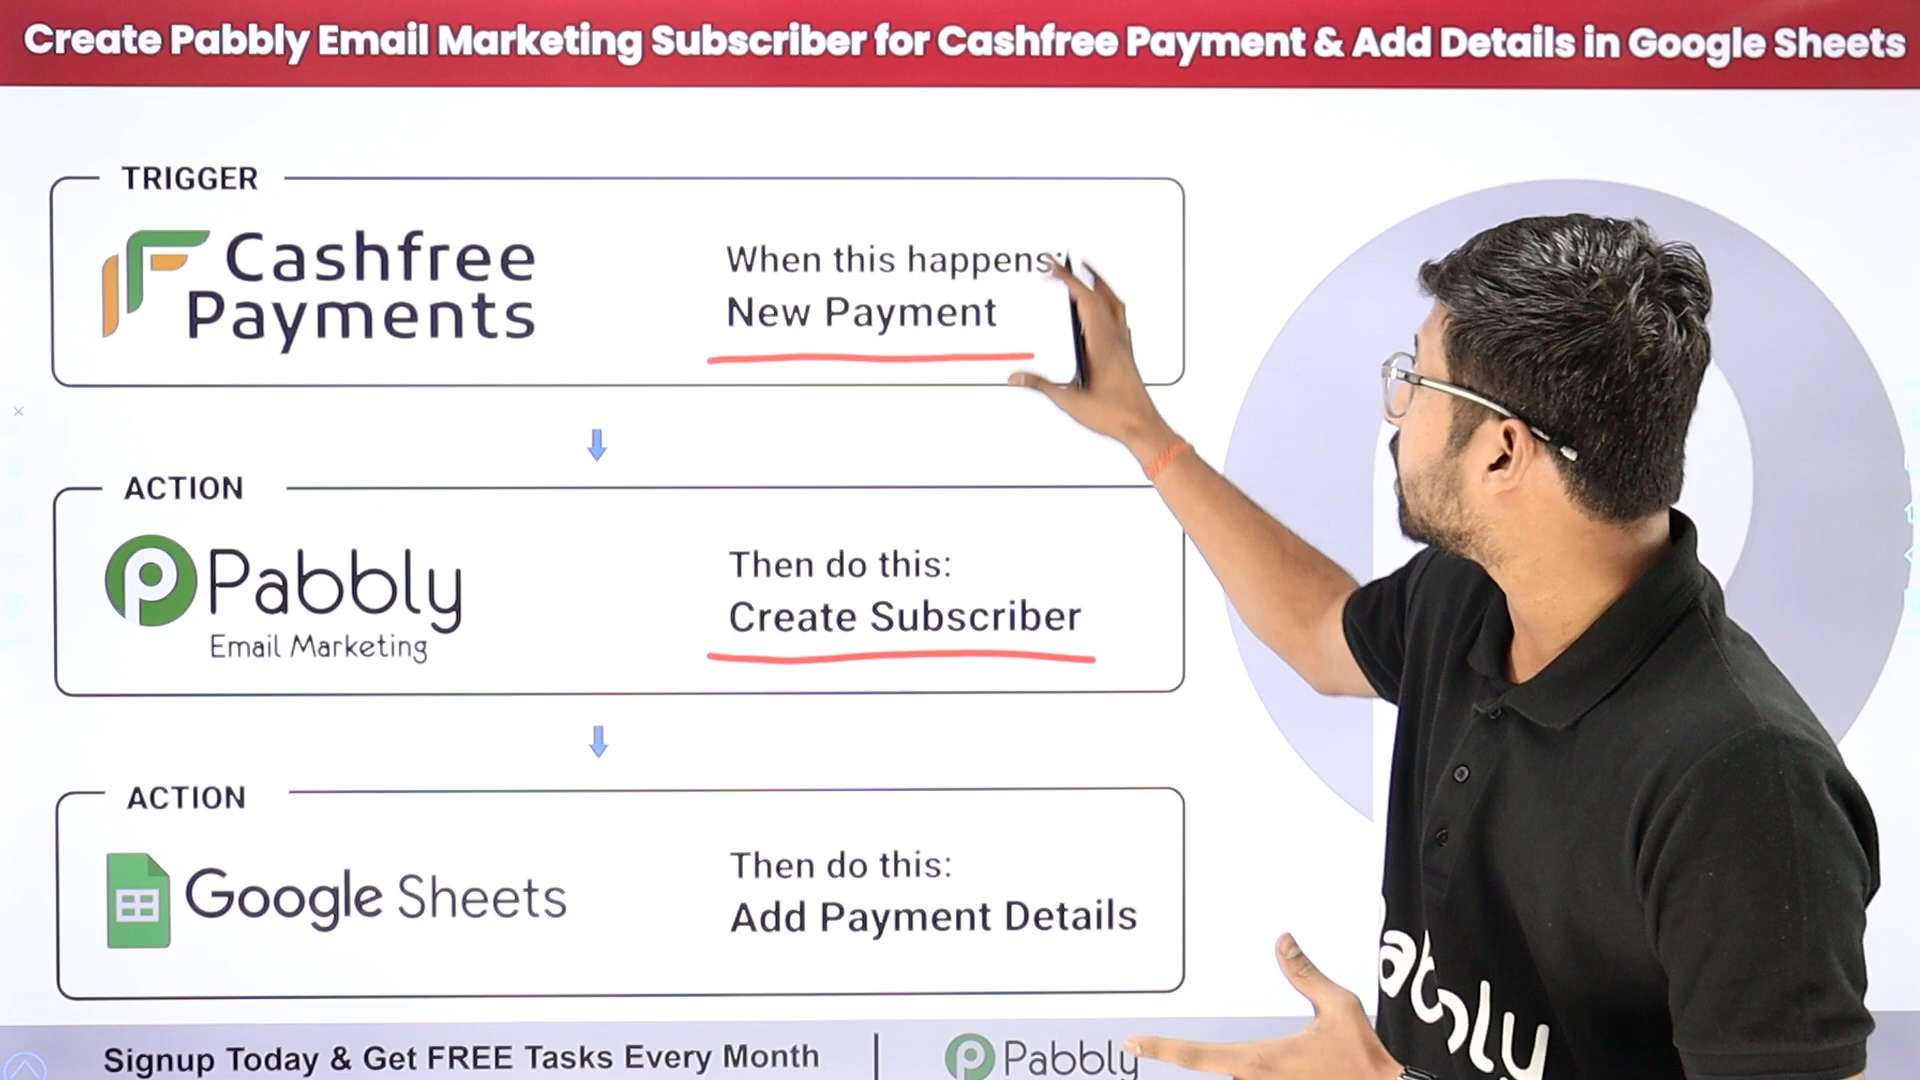 Create Pabbly Email Marketing Subscriber for Cashfree Payment & Add Details in Google Sheets
TRIGGER
Cashfree
Payments
When this happens:
New Payment
ACTION
Pabbly
Email Marketing
Then do this:
Create Subscriber
ACTION
Google Sheets
Then do this:
Add Payment Details
Signup Today & Get FREE Tasks Every Month
Pabbly
Pabbly